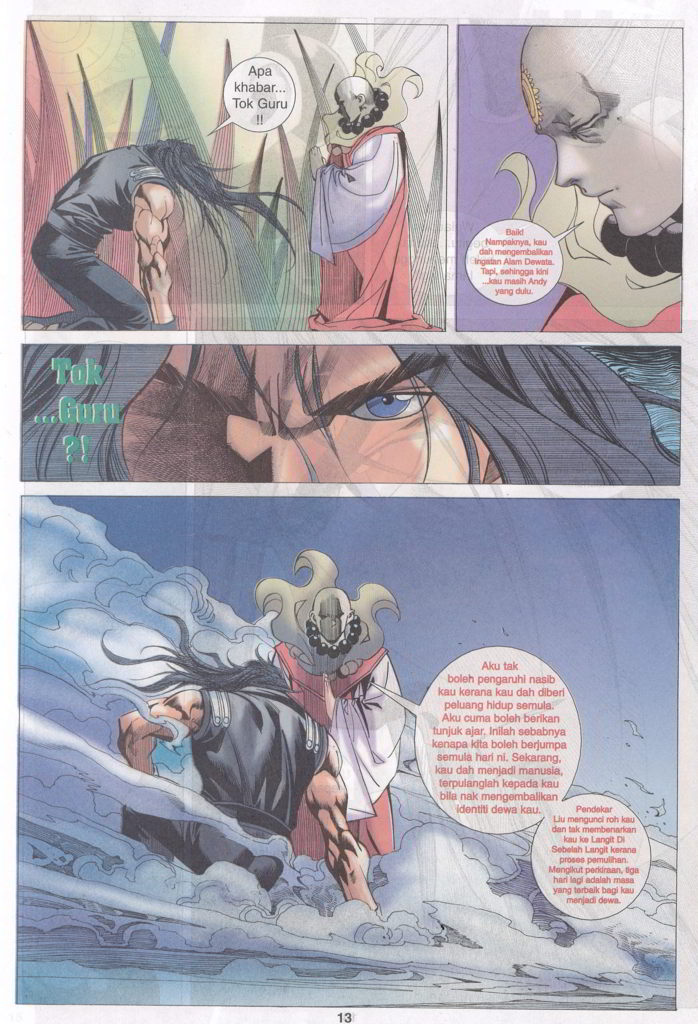 Apa
khabar...
Tok Guru
!!
Baik!
Nampaknya, kau
dah mengembalikan
ingatan Alam Dewata.
Tapi, sehingga kini
...kau masih Andy
yang dulu.
Tok
...Guru
?!
Aku tak
boleh pengaruhi nasib
kau kerana kau dah diberi
peluang hidup semula.
Aku cuma boleh berikan
tunjuk ajar. Inilah sebabnya
kenapa kita boleh berjumpa
semula hari ni. Sekarang,
kau dah menjadi manusia,
terpulanglah kepada kau
bila nak mengembalikan
identiti dewa kau.
Pendekar
Liu mengunci roh kau
dan tak membenarkan
kau ke Langit Di
Sebelah Langit kerana
proses pemulihan.
Mengikut perkiraan, tiga
hari lagi adalah masa
yang terbaik bagi kau
menjadi dewa.
13